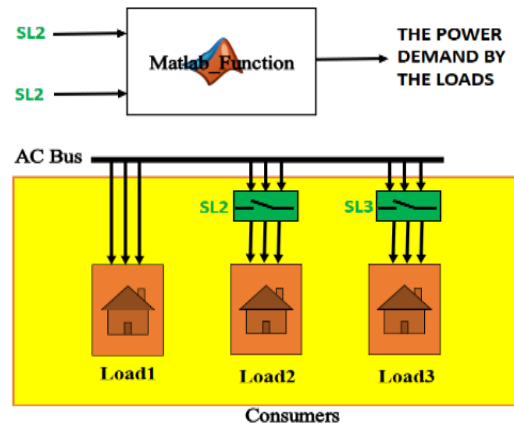 SL2
SL2
Matlab_Function
THE POWER
DEMAND BY
THE LOADS
AC Bus
SL2
SL3
Load1
Load2
Load3
Consumers